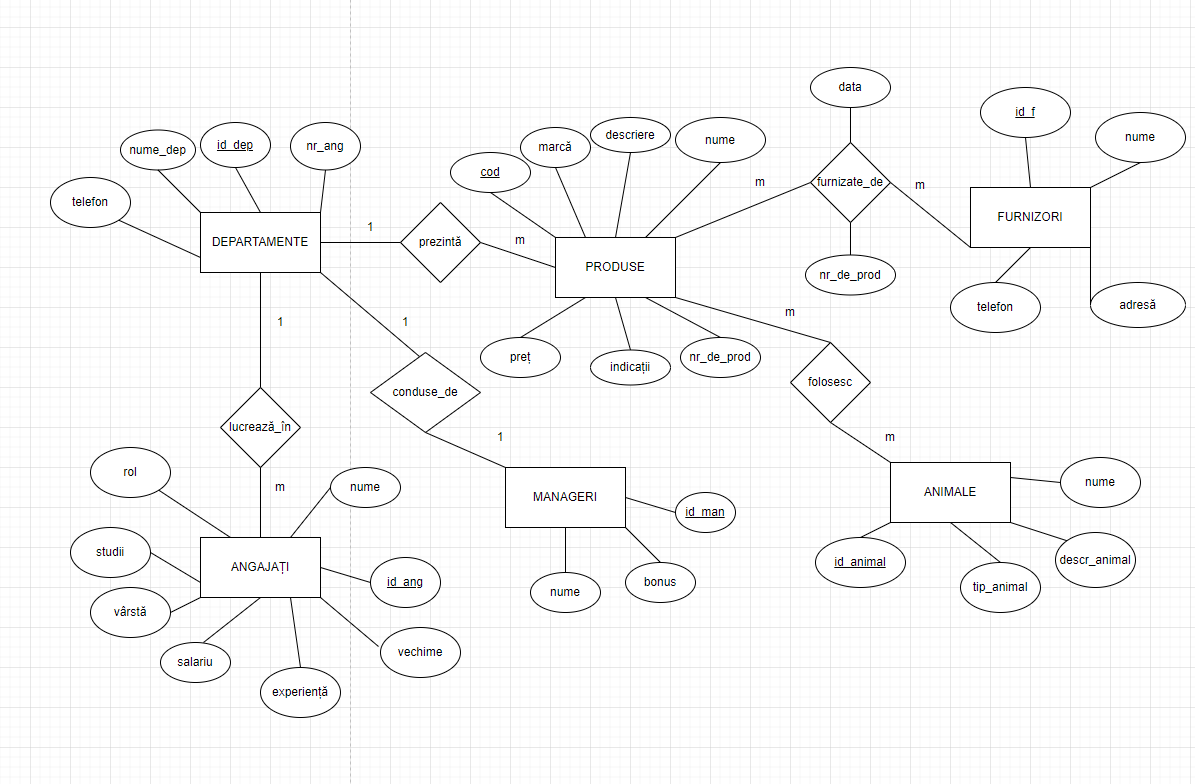 data
id_f
nume
nume_dep
id_dep
nr_ang
marcă
descriere
nume
cod
telefon
furnizate_de
m
m
FURNIZORI
DEPARTAMENTE
1
prezintă
m
PRODUSE
nr_de_prod
telefon
adresă
1
1
m
preț
indicații
nr_de_prod
folosesc
conduse_de
lucrează_în
1
m
rol
m
nume
MANAGERI
id_man
ANIMALE
nume
studii
ANGAJAȚI
id_ang
nume
bonus
id_animal
tip_animal
descr_animal
vârstă
salariu
experiență
vechime